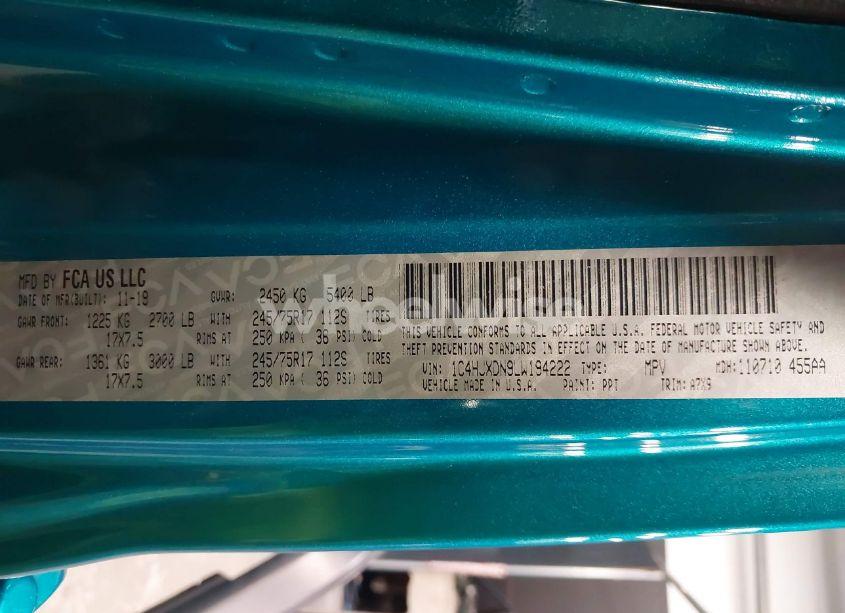 MFD BY FCA US LLC
DATE OF MFR(BUILT): 11-19 GVWR: 2450 KG 5400 LB
GAWR FRONT: 1225 KG 2700 LB WITH 245/75R17 112S TIRES
17X7.5 RIMS AT 250 KPA ( 36 PSI) COLD
GAWR REAR: 1361 KG 3000 LB WITH 245/75R17 112S TIRES
17X7.5 RIMS AT 250 KPA ( 36 PSI) COLD
THIS VEHICLE CONFORMS TO ALL APPLICABLE U.S.A. FEDERAL MOTOR VEHICLE SAFETY AND
THEFT PREVENTION STANDARDS IN EFFECT ON THE DATE OF MANUFACTURE SHOWN ABOVE.
VIN: 1C4HJXDN9LW194222 TYPE: MPV MDH: 110710 455AA
VEHICLE MADE IN U.S.A. PAINT: PPT TRIM: A7X9
wheelwise